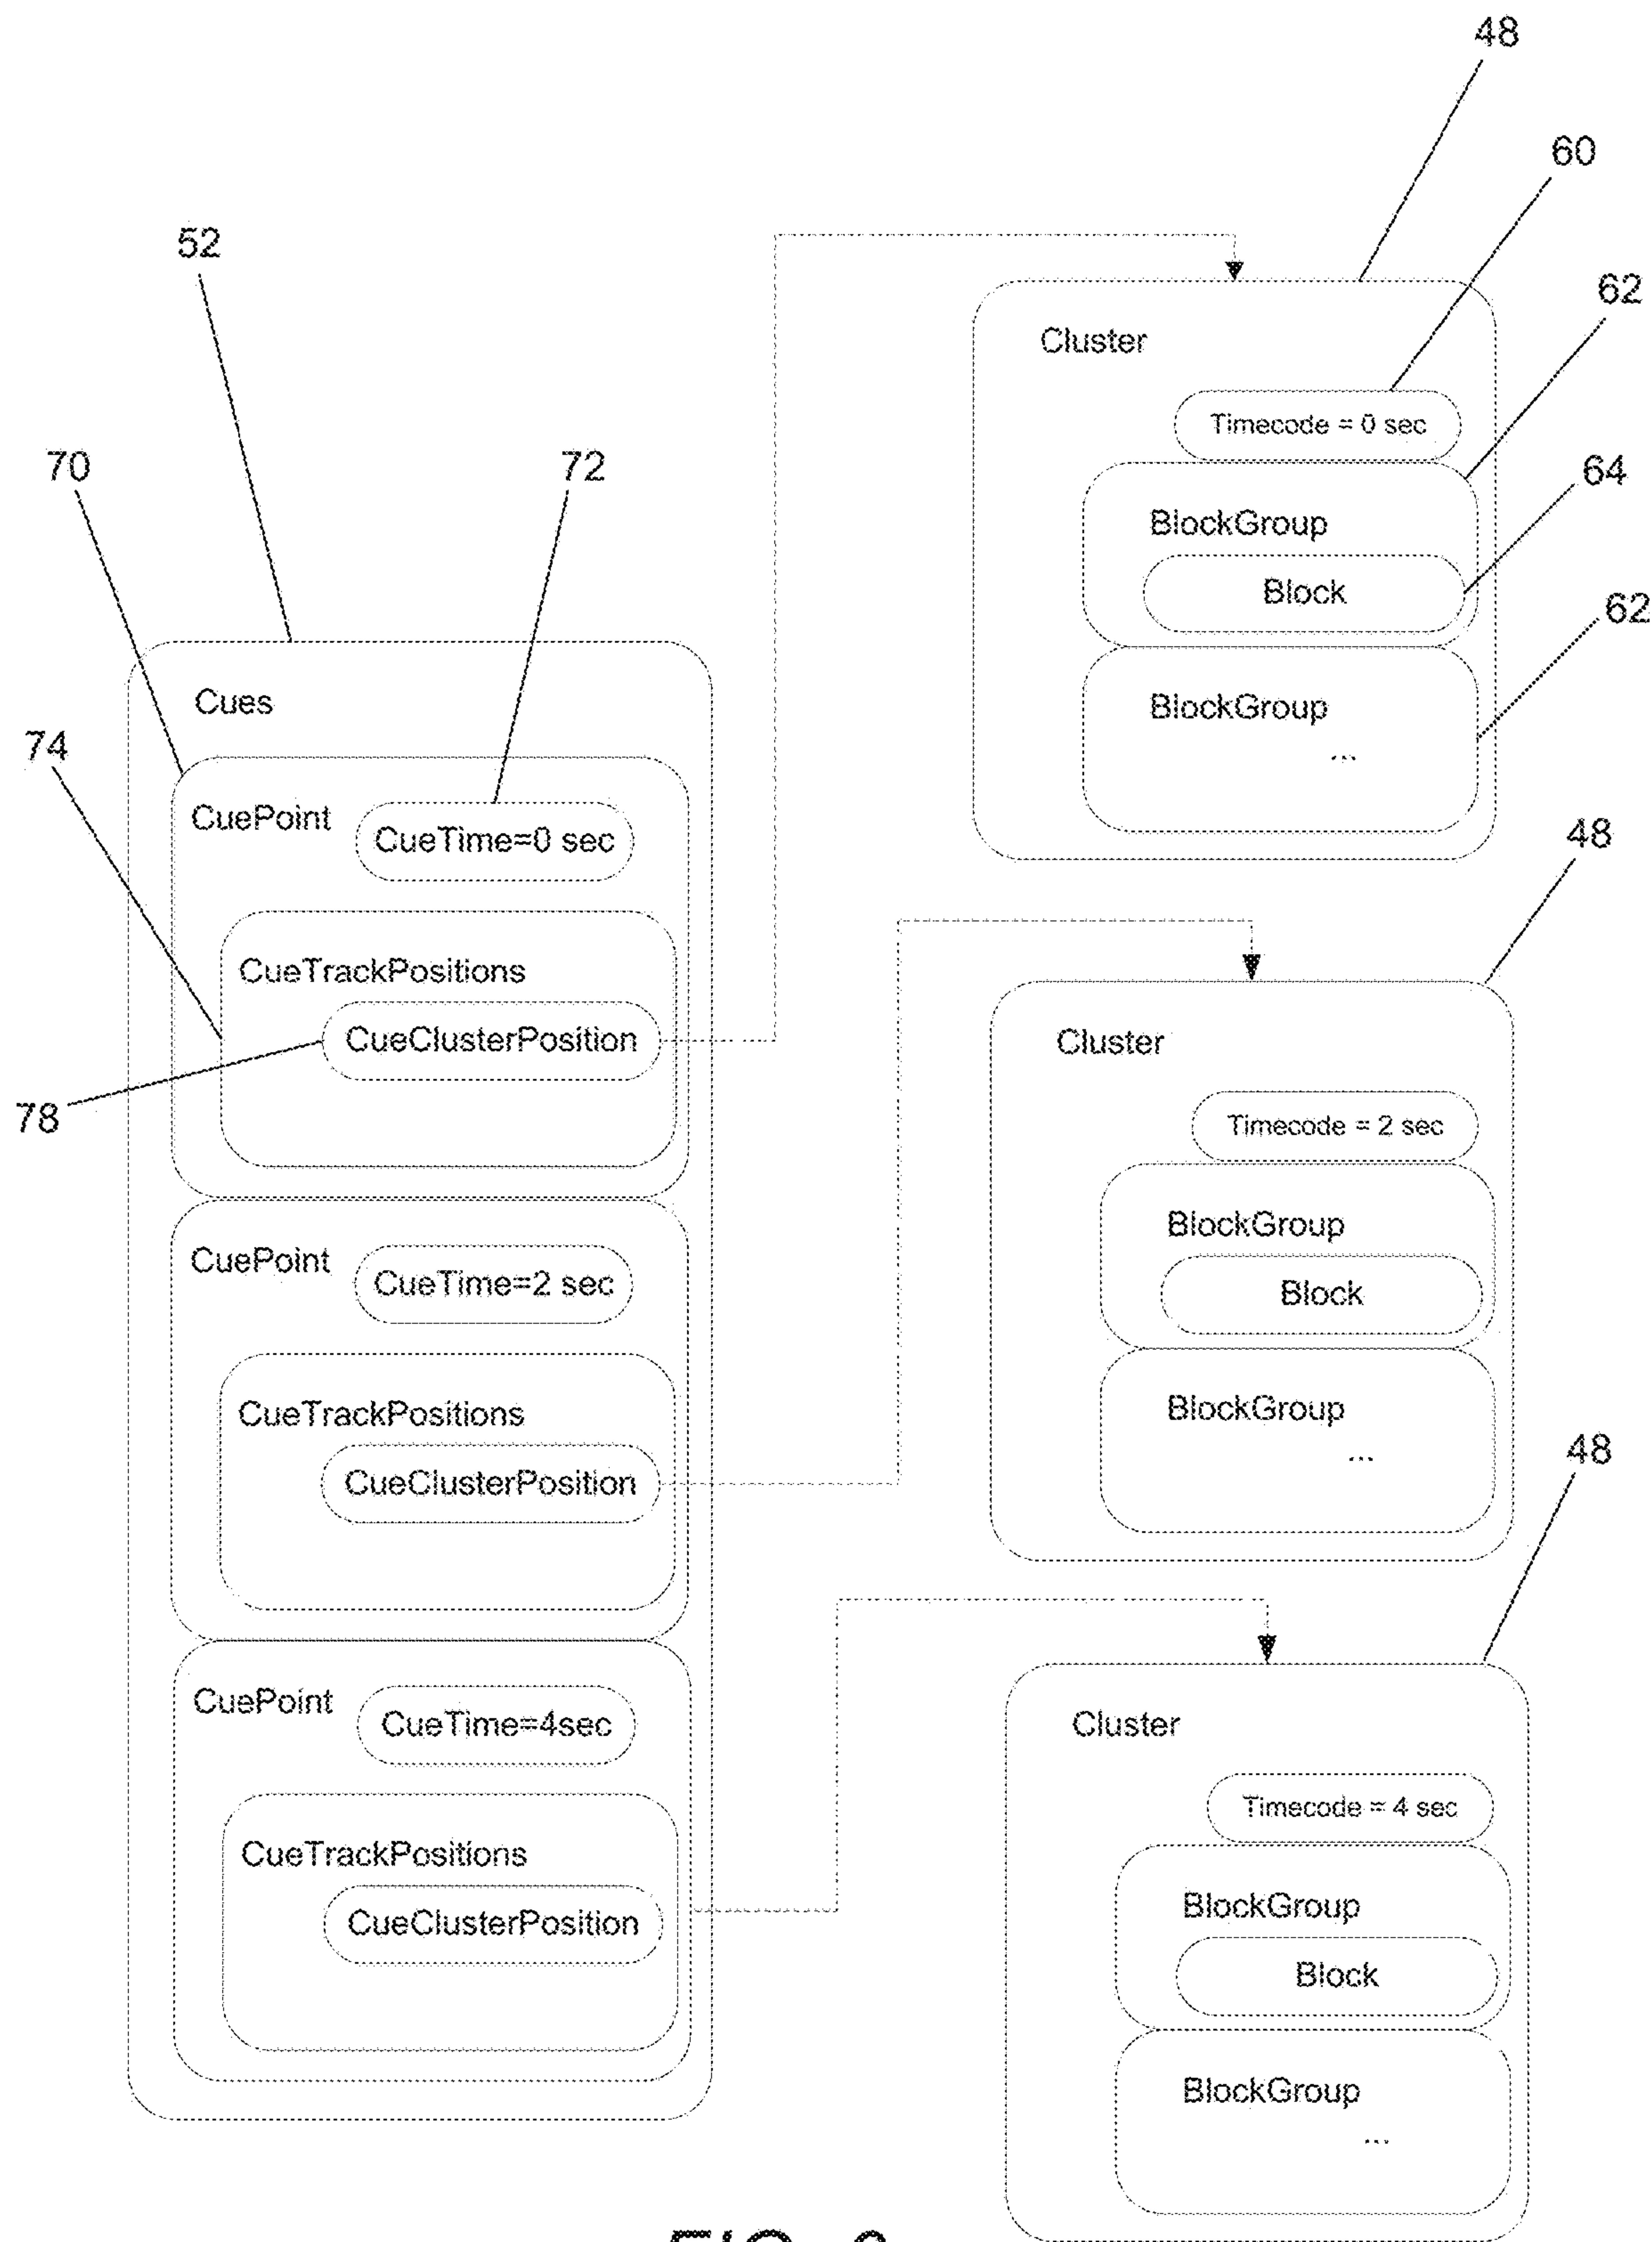 48
60
52
62
Cluster
Timecode = 0 sec
70
72
64
BlockGroup
Block
62
Cues
BlockGroup
74
...
CuePoint
CueTime=0 sec
48
CueTrackPositions
CueClusterPosition
Cluster
78
Timecode = 2 sec
BlockGroup
CuePoint
CueTime=2 sec
Block
CueTrackPositions
BlockGroup
48
...
CueClusterPosition
CuePoint
CueTime=4sec
Cluster
Timecode = 4 sec
CueTrackPositions
BlockGroup
CueClusterPosition
Block
BlockGroup
...